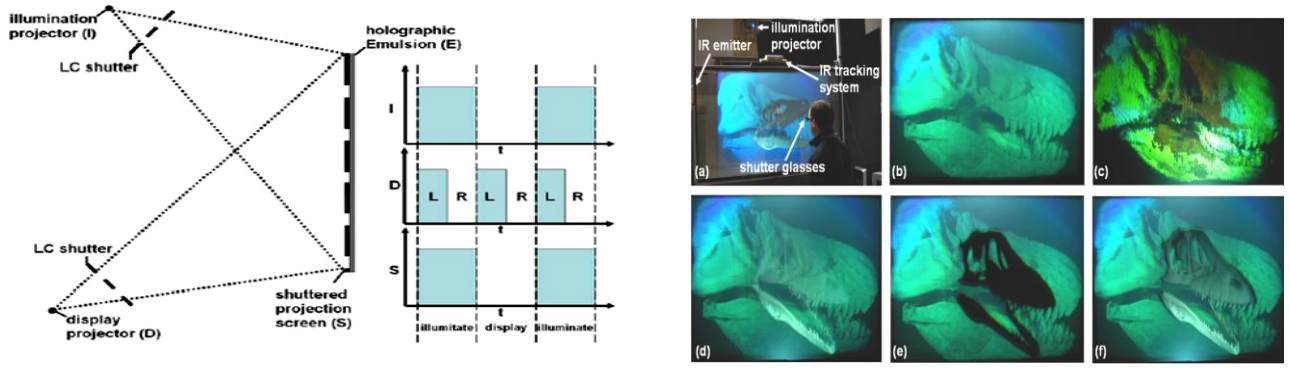 illumination
projector (I)
LC shutter
holographic
Emulsion (E)
LC shutter
display
projector (D)
shuttered
projection
screen (S)
I
t
D
L R L R L R
t
S
t
illumitate display illuminate
IR emitter
illumination
projector
IR tracking
system
shutter glasses
(a)
(b)
(c)
(d)
(e)
(f)